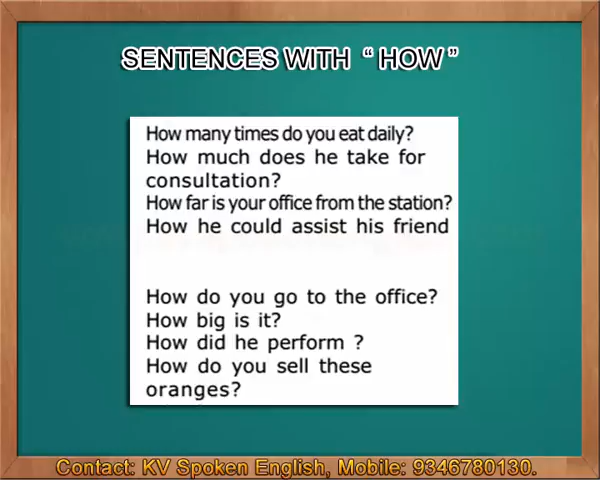 SENTENCES WITH “ HOW ”
How many times do you eat daily?
How much does he take for
consultation?
How far is your office from the station?
How he could assist his friend
How do you go to the office?
How big is it?
How did he perform ?
How do you sell these
oranges?
Contact: KV Spoken English, Mobile: 9346780130.